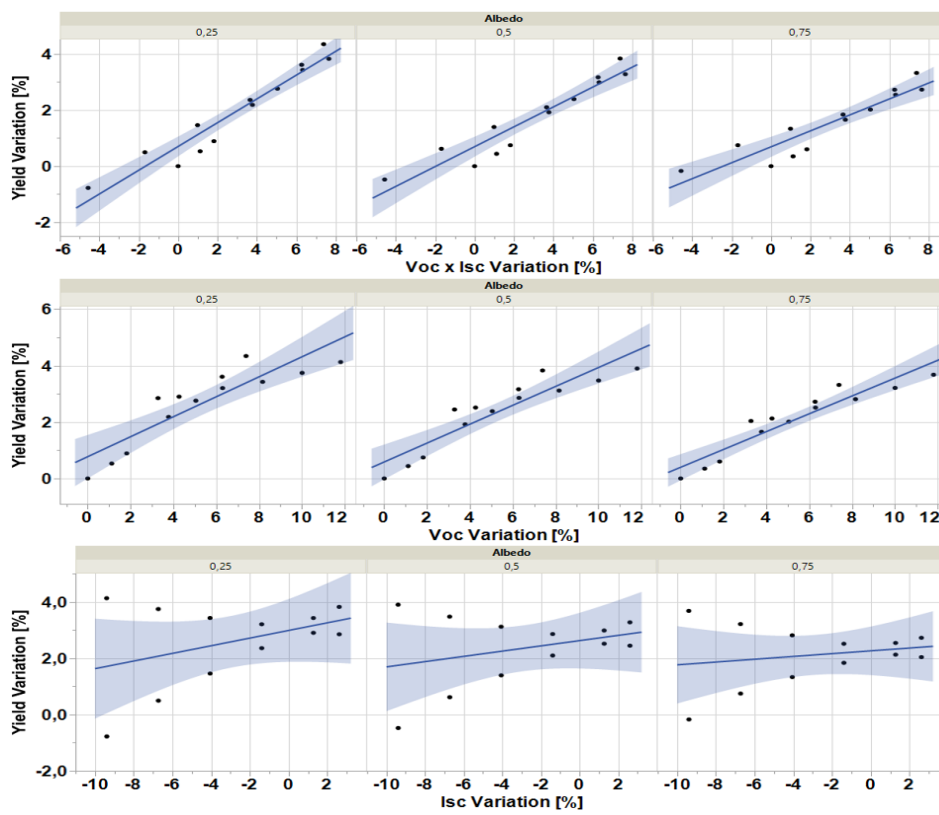 Albedo
0,25 0,5 0,75
Yield Variation [%]
4
2
0
-2
-6 -4 -2 0 2 4 6 8 -6 -4 -2 0 2 4 6 8 -6 -4 -2 0 2 4 6 8
Voc x Isc Variation [%]
Albedo
0,25 0,5 0,75
Yield Variation [%]
6
4
2
0
0 2 4 6 8 10 12 0 2 4 6 8 10 12 0 2 4 6 8 10 12
Voc Variation [%]
Albedo
0,25 0,5 0,75
Yield Variation [%]
4,0
2,0
0,0
-2,0
-10 -8 -6 -4 -2 0 2 -10 -8 -6 -4 -2 0 2 -10 -8 -6 -4 -2 0 2
Isc Variation [%]